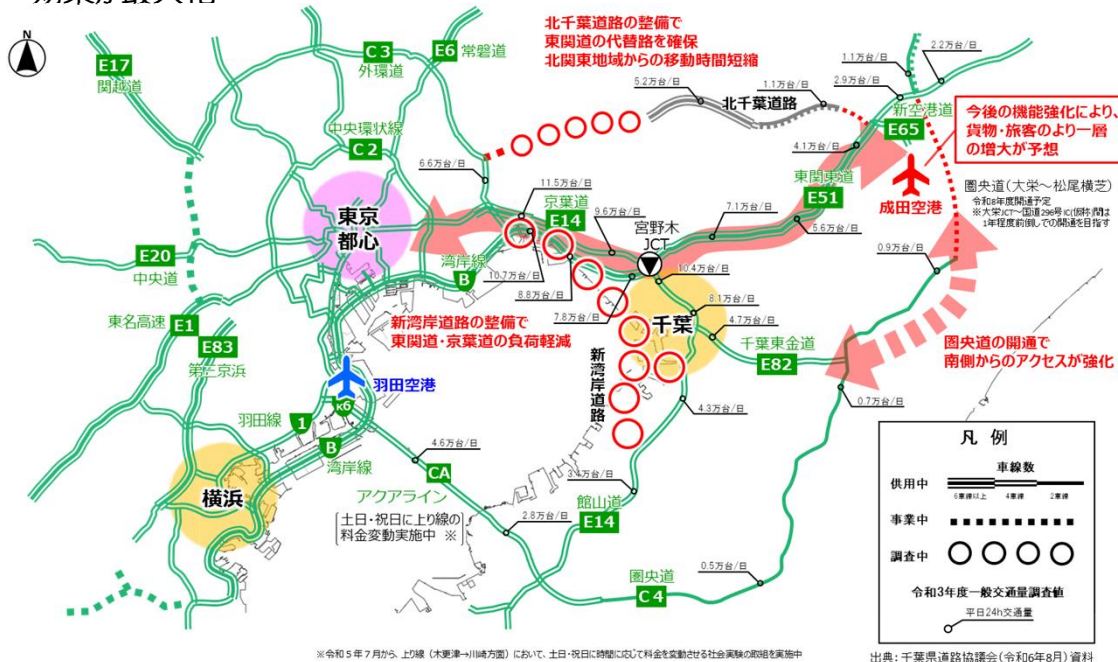 N
E17
関越道
C3
外環道
E6
常磐道
北千葉道路の整備で
東関道の代替路を確保
北関東地域からの移動時間短縮
5.2万台/日
1.1万台/日
北千葉道路
1.1万台/日
2.2万台/日
2.9万台/日
新空港道
E65
今後の機能強化により、
貨物・旅客のより一層
の増大が予想
中央環状線
C2
6.6万台/日
4.1万台/日
東関東道
E51
成田空港
圏央道(大栄~松尾横芝)
令和8年度開通予定
※大栄JCT~国道296号IC(仮称)間は
1年程度前倒しでの開通を目指す
11.5万台/日
京葉道
E14
9.6万台/日
宮野木
JCT
7.1万台/日
5.6万台/日
0.9万台/日
東京
都心
E20
中央道
湾岸線
B
10.7万台/日
8.8万台/日
7.8万台/日
10.4万台/日
8.1万台/日
4.7万台/日
千葉
千葉東金道
E82
東名高速
E1
E83
第三京浜
新湾岸道路の整備で
東関道・京葉道の負荷軽減
新湾岸道路
圏央道の開通で
南側からのアクセスが強化
羽田空港
K6
羽田線
1
B
湾岸線
横浜
4.6万台/日
CA
アクアライン
土日・祝日に上り線の
料金変動実施中 ※
2.8万台/日
3.4万台/日
館山道
E14
4.3万台/日
0.7万台/日
0.5万台/日
圏央道
C4
凡 例
車線数
供用中
6車線以上
4車線
2車線
事業中
調査中
令和3年度一般交通量調査値
平日24h交通量
※令和5年7月から、上り線(木更津→川崎方面)において、土日・祝日に時間に応じて料金を変動させる社会実験の取組を実施中
出典:千葉県道路協議会(令和6年8月)資料